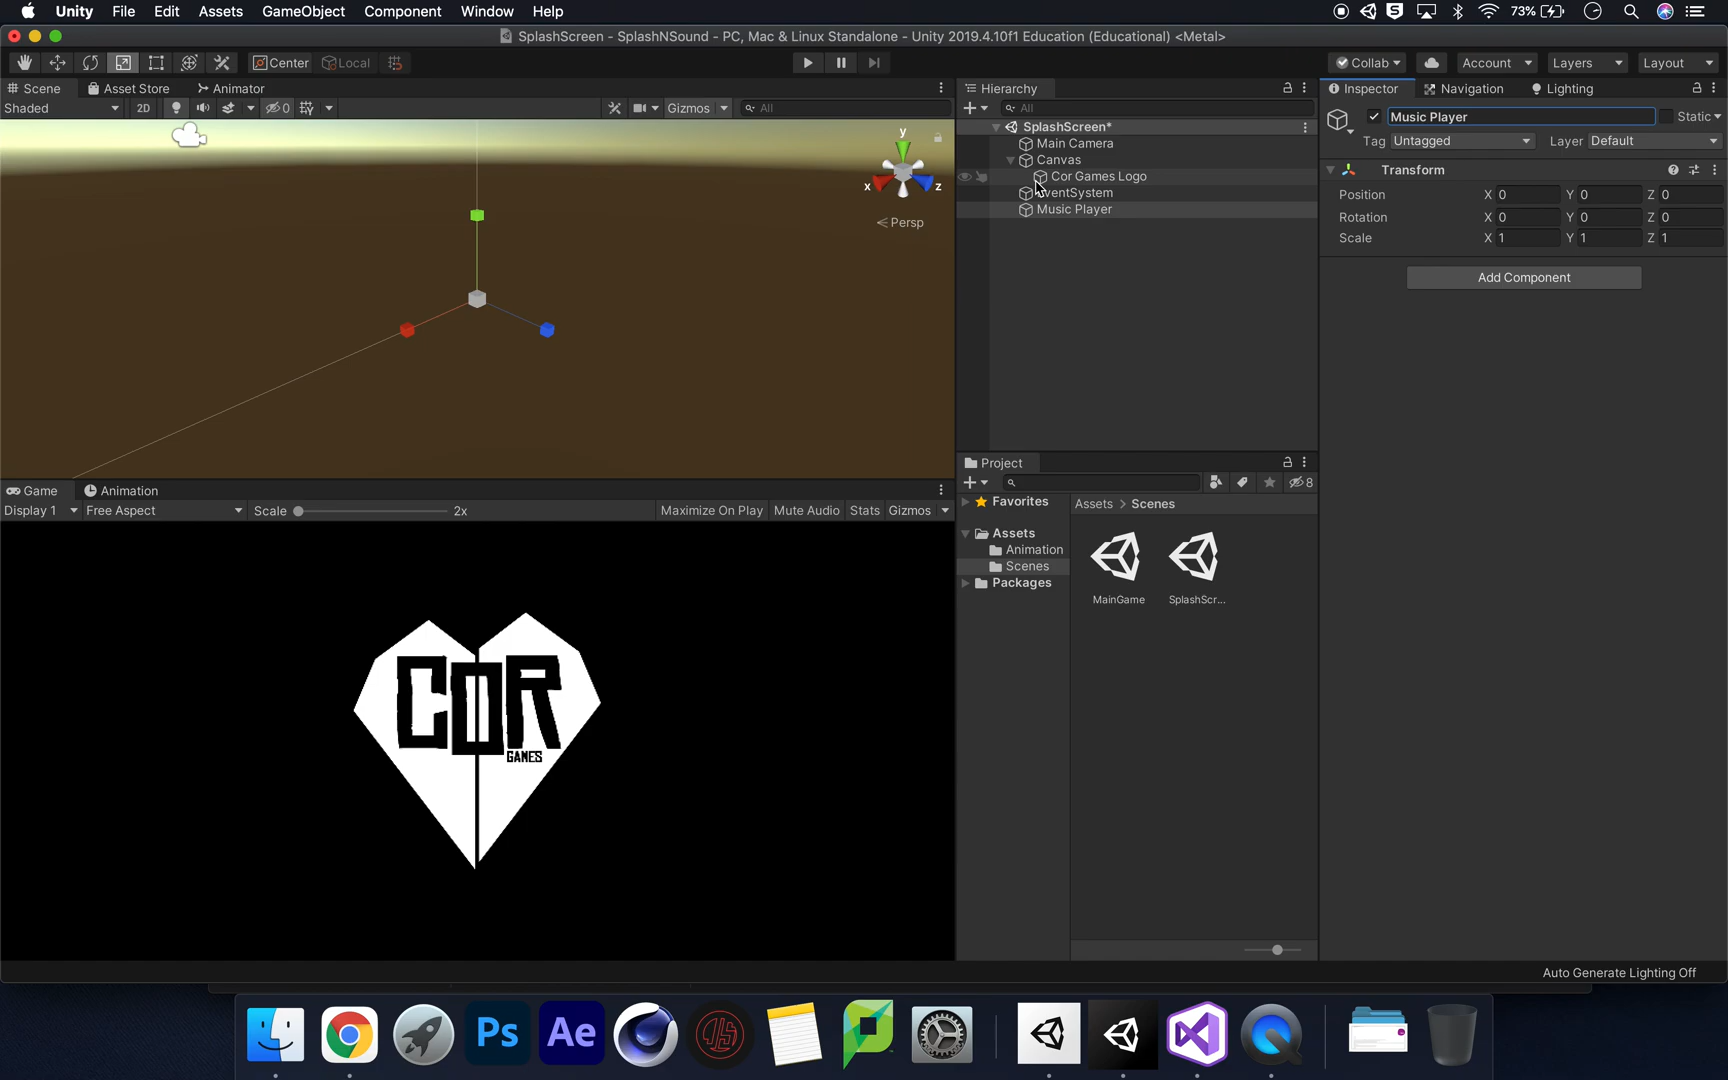 Unity File Edit Assets GameObject Component Window Help 73%
SplashScreen - SplashNSound - PC, Mac & Linux Standalone - Unity 2019.4.10f1 Education (Educational) <Metal>
Center Local Collab Account Layers Layout
Scene Asset Store Animator
Shaded 2D 0 Gizmos All
y
x z
Persp
Hierarchy
All
SplashScreen*
Main Camera
Canvas
Cor Games Logo
EventSystem
Music Player
Inspector Navigation Lighting
Music Player Static
Tag Untagged Layer Default
Transform
Position X 0 Y 0 Z 0
Rotation X 0 Y 0 Z 0
Scale X 1 Y 1 Z 1
Add Component
Game Animation
Display 1 Free Aspect Scale 2x Maximize On Play Mute Audio Stats Gizmos
COR
GAMES
Project
8
Favorites
Assets
Animation
Scenes
Packages
Assets > Scenes
MainGame SplashScr...
Auto Generate Lighting Off
Ps Ae